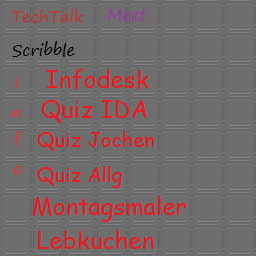 TechTalk Meet
Scribble
i Infodesk
n Quiz IDA
f Quiz Jochen
o Quiz Allg
Montagsmaler
Lebkuchen